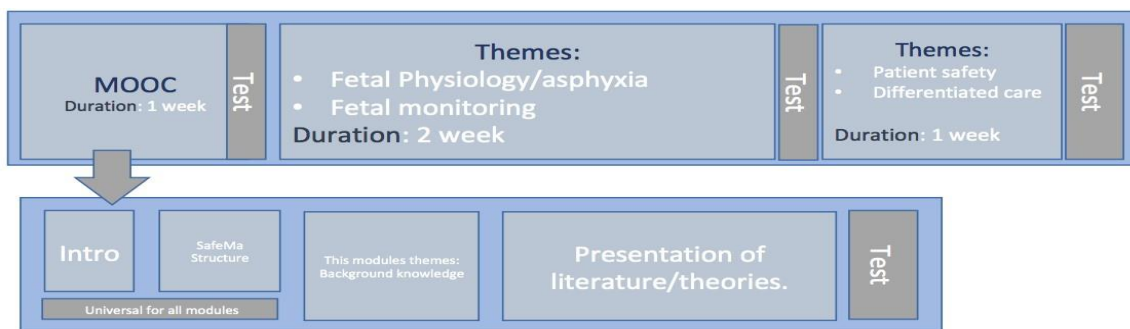 MOOC
Duration: 1 week
Test
Themes:
• Fetal Physiology/asphyxia
• Fetal monitoring
Duration: 2 week
Test
Themes:
• Patient safety
• Differentiated care
Duration: 1 week
Test
Intro
SafeMa
Structure
Universal for all modules
This modules themes:
Background knowledge
Presentation of
literature/theories.
Test